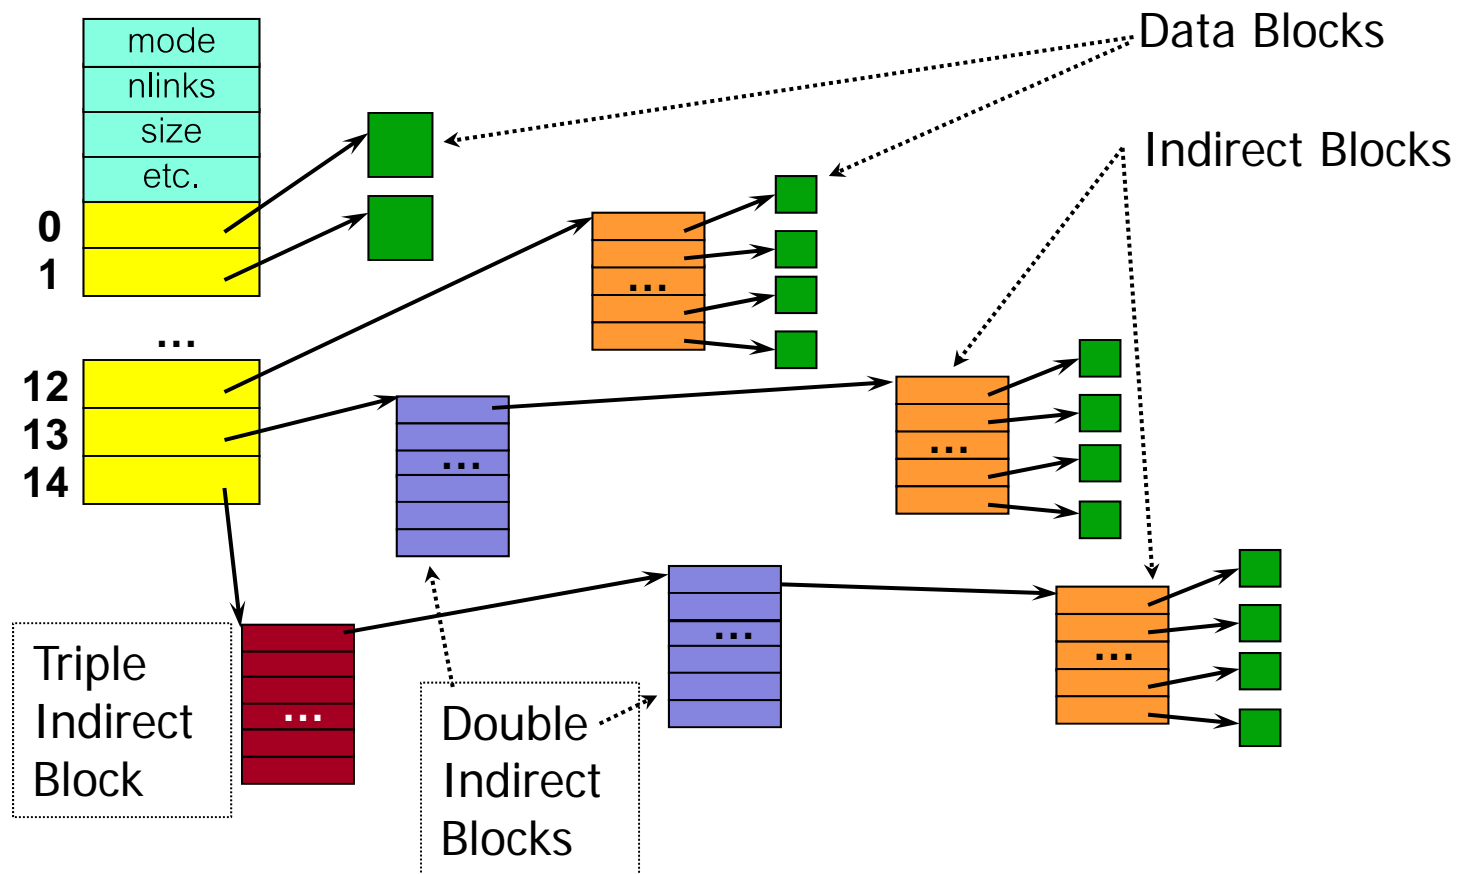 mode
nlinks
size
etc.
0
1
...
12
13
14
Data Blocks
Indirect Blocks
...
...
...
...
...
...
Triple
Indirect
Block
Double
Indirect
Blocks